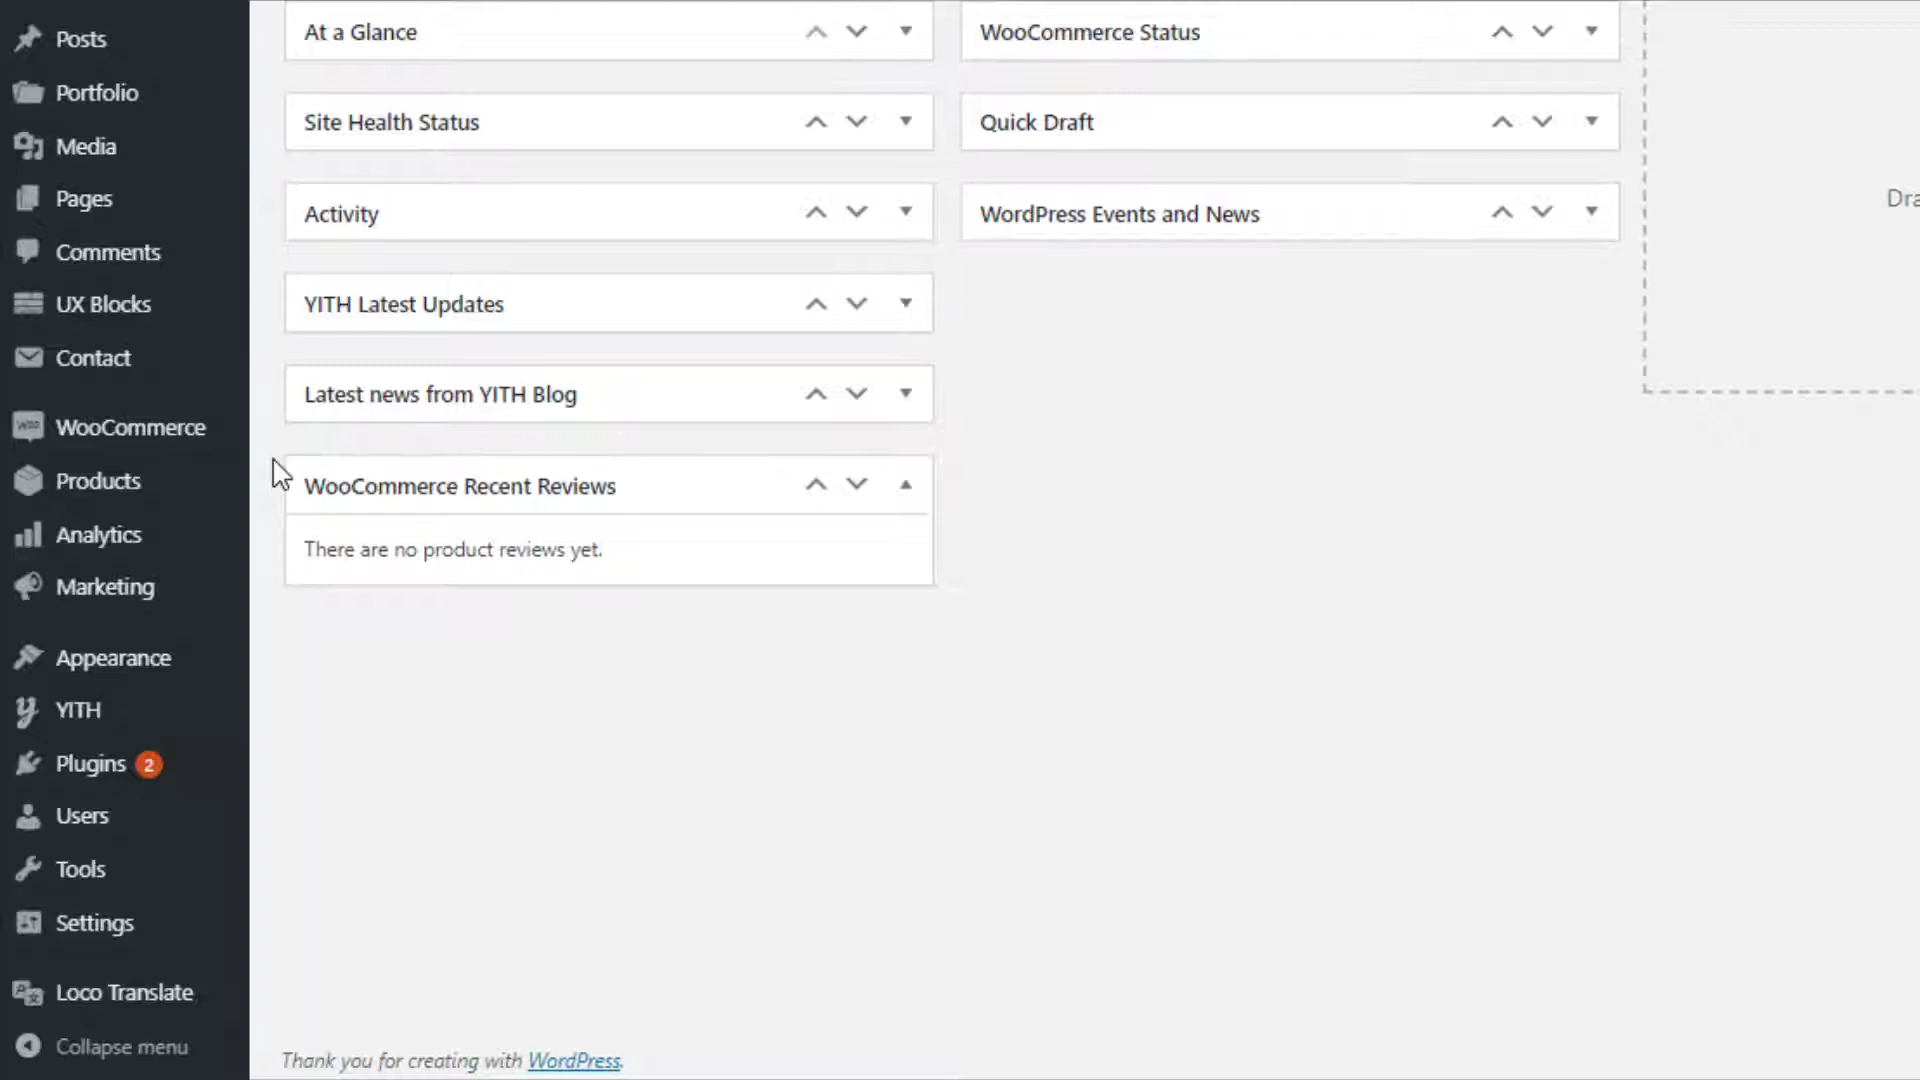 Posts
Portfolio
Media
Pages
Comments
UX Blocks
Contact
WooCommerce
Products
Analytics
Marketing
Appearance
YITH
Plugins 2
Users
Tools
Settings
Loco Translate
Collapse menu
At a Glance
Site Health Status
Activity
YITH Latest Updates
Latest news from YITH Blog
WooCommerce Recent Reviews
There are no product reviews yet.
WooCommerce Status
Quick Draft
WordPress Events and News
Dra
Thank you for creating with WordPress.